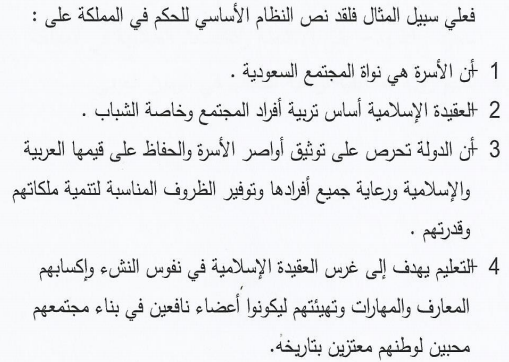 فعلي سبيل المثال فلقد نص النظام الأساسي للحكم في المملكة على :
1 أن الأسرة هي نواة المجتمع السعودية .
2 العقيدة الإسلامية أساس تربية أفراد المجتمع وخاصة الشباب .
3 أن الدولة تحرص على توثيق أواصر الأسرة والحفاظ على قيمها العربية
والإسلامية ورعاية جميع أفرادها وتوفير الظروف المناسبة لتنمية ملكاتهم
وقدرتهم .
4 التعليم يهدف إلى غرس العقيدة الإسلامية في نفوس النشء وإكسابهم
المعارف والمهارات وتهيئتهم ليكونوا أعضاء نافعين في بناء مجتمعهم
محبين لوطنهم معتزين بتاريخه.